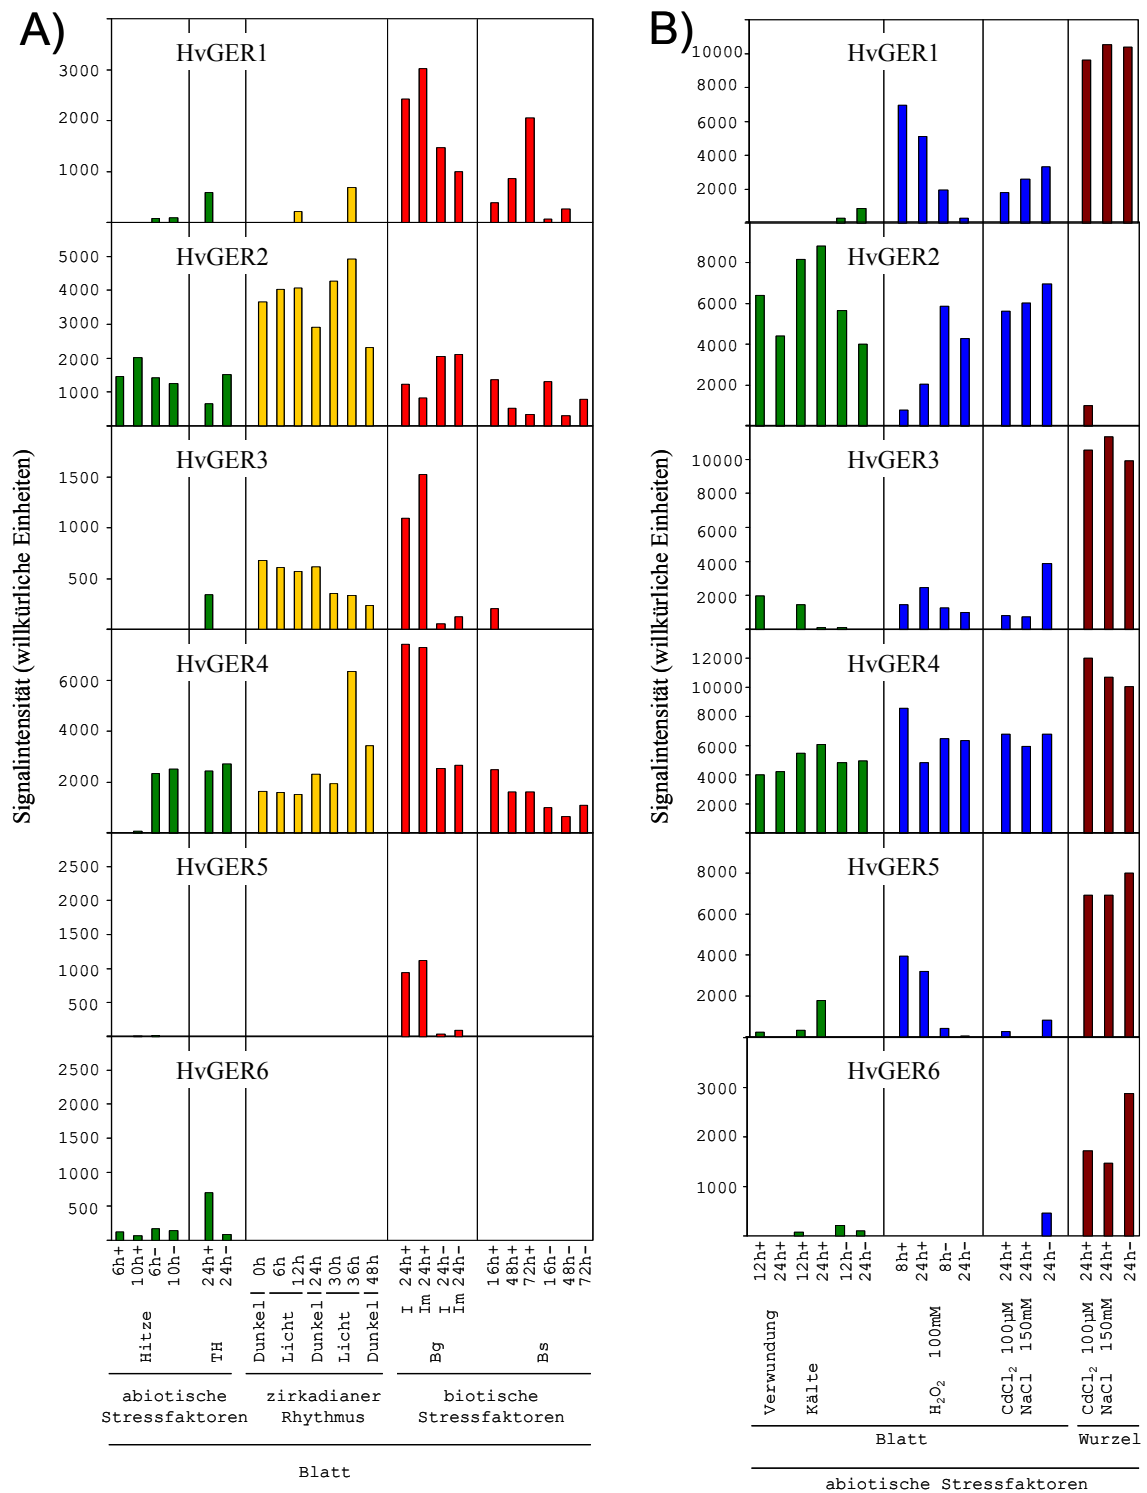 A)
HvGER1
3000
2000
1000
HvGER2
5000
4000
3000
2000
1000
HvGER3
1500
1000
500
HvGER4
6000
4000
2000
HvGER5
2500
2000
1500
1000
500
HvGER6
2500
2000
1500
1000
500
Signalintensität (willkürliche Einheiten)
6h+
10h+
6h-
10h-
24h+
24h-
0h
6h
12h
24h
30h
36h
48h
I 24h+
Im 24h+
I 24h-
Im 24h-
16h+
48h+
72h+
16h-
48h-
72h-
Hitze
TH
Dunkel
Licht
Dunkel
Licht
Dunkel
Bg
Bs
abiotische
Stressfaktoren
zirkadianer
Rhythmus
biotische
Stressfaktoren
Blatt
B)
HvGER1
10000
8000
6000
4000
2000
HvGER2
8000
6000
4000
2000
HvGER3
10000
8000
6000
4000
2000
HvGER4
12000
10000
8000
6000
4000
2000
HvGER5
8000
6000
4000
2000
HvGER6
3000
2000
1000
Signalintensität (willkürliche Einheiten)
12h+
24h+
12h+
24h+
12h-
24h-
8h+
24h+
8h-
24h-
24h+
24h+
24h-
24h+
24h+
24h-
Verwundung
Kälte
H₂O₂ 100mM
CdCl₂ 100µM
NaCl 150mM
CdCl₂ 100µM
NaCl 150mM
Blatt
Wurzel
abiotische Stressfaktoren